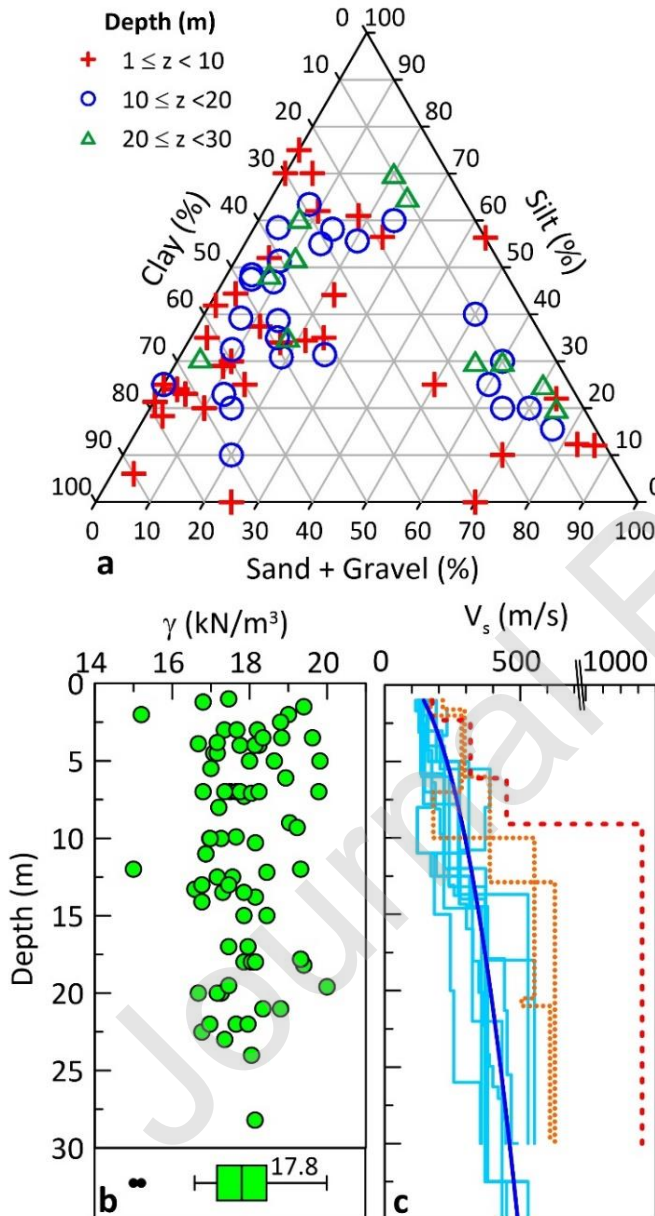 Depth (m)
1 ≤ z < 10
10 ≤ z <20
20 ≤ z <30
0 100
10 90
20 80
30 70
40 60
50 50
60 40
70 30
80 20
90 10
100 0
Clay (%)
Silt (%)
0 10 20 30 40 50 60 70 80 90 100
a Sand + Gravel (%)
γ (kN/m³)
14 16 18 20
Vs (m/s)
0 500 1000
Depth (m)
0
5
10
15
20
25
30
17.8
b
c
Journal